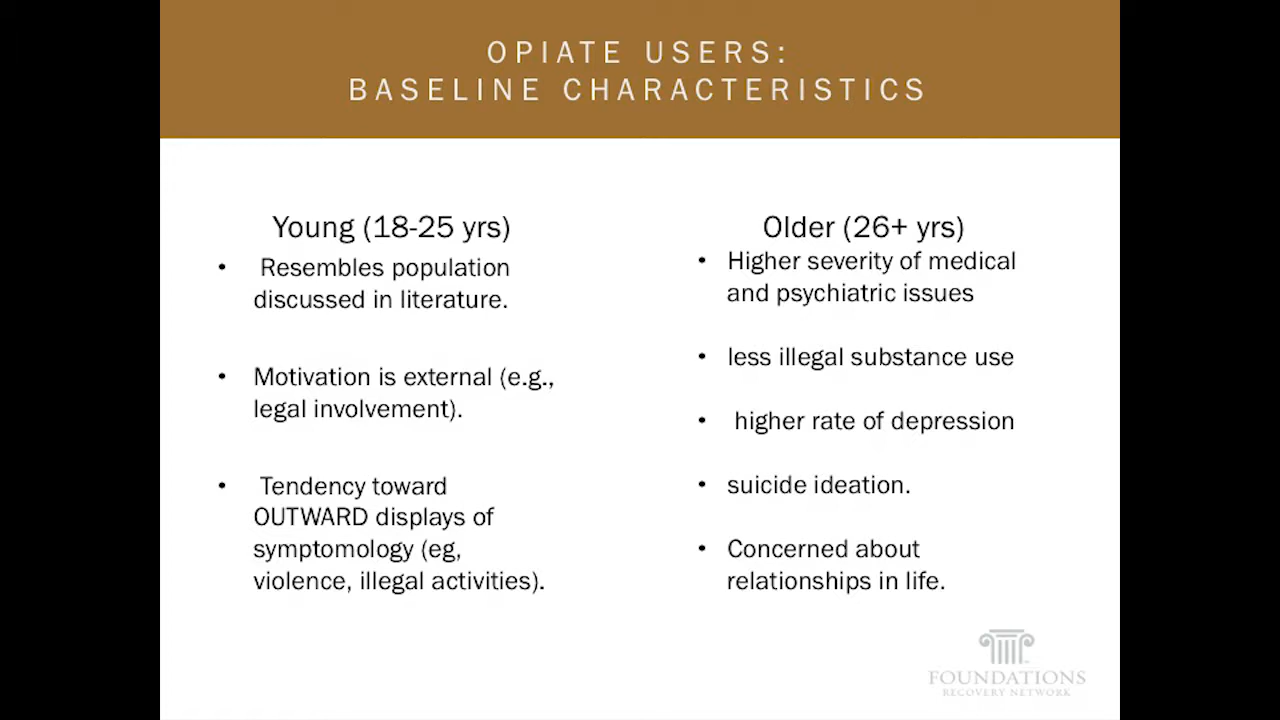 OPIATE USERS:
BASELINE CHARACTERISTICS
Young (18-25 yrs)
• Resembles population
discussed in literature.
• Motivation is external (e.g.,
legal involvement).
• Tendency toward
OUTWARD displays of
symptomology (eg,
violence, illegal activities).
Older (26+ yrs)
• Higher severity of medical
and psychiatric issues
• less illegal substance use
• higher rate of depression
• suicide ideation.
• Concerned about
relationships in life.
FOUNDATIONS
RECOVERY NETWORK